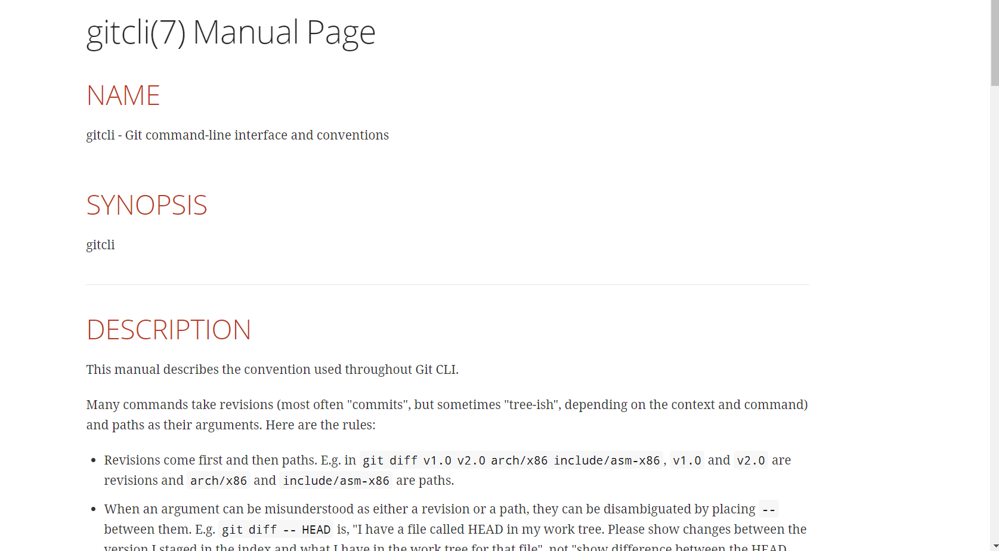 gitcli(7) Manual Page
NAME
gitcli - Git command-line interface and conventions
SYNOPSIS
gitcli
DESCRIPTION
This manual describes the convention used throughout Git CLI.
Many commands take revisions (most often "commits", but sometimes "tree-ish", depending on the context and command)
and paths as their arguments. Here are the rules:
• Revisions come first and then paths. E.g. in git diff v1.0 v2.0 arch/x86 include/asm-x86, v1.0 and v2.0 are
revisions and arch/x86 and include/asm-x86 are paths.
• When an argument can be misunderstood as either a revision or a path, they can be disambiguated by placing --
between them. E.g. git diff -- HEAD is, "I have a file called HEAD in my work tree. Please show changes between the
version I staged in the index and what I have in the work tree for that file", not "show difference between the HEAD